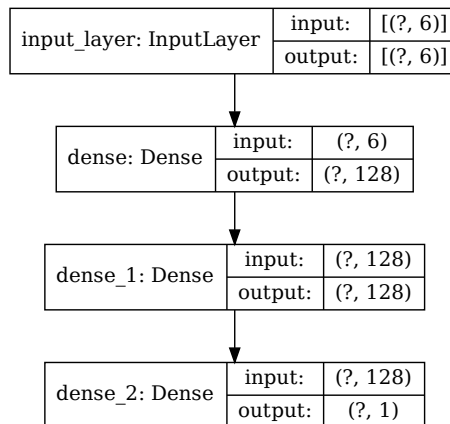 input_layer: InputLayer
input:
[(?, 6)]
output:
[(?, 6)]
dense: Dense
input:
(?, 6)
output:
(?, 128)
dense_1: Dense
input:
(?, 128)
output:
(?, 128)
dense_2: Dense
input:
(?, 128)
output:
(?, 1)